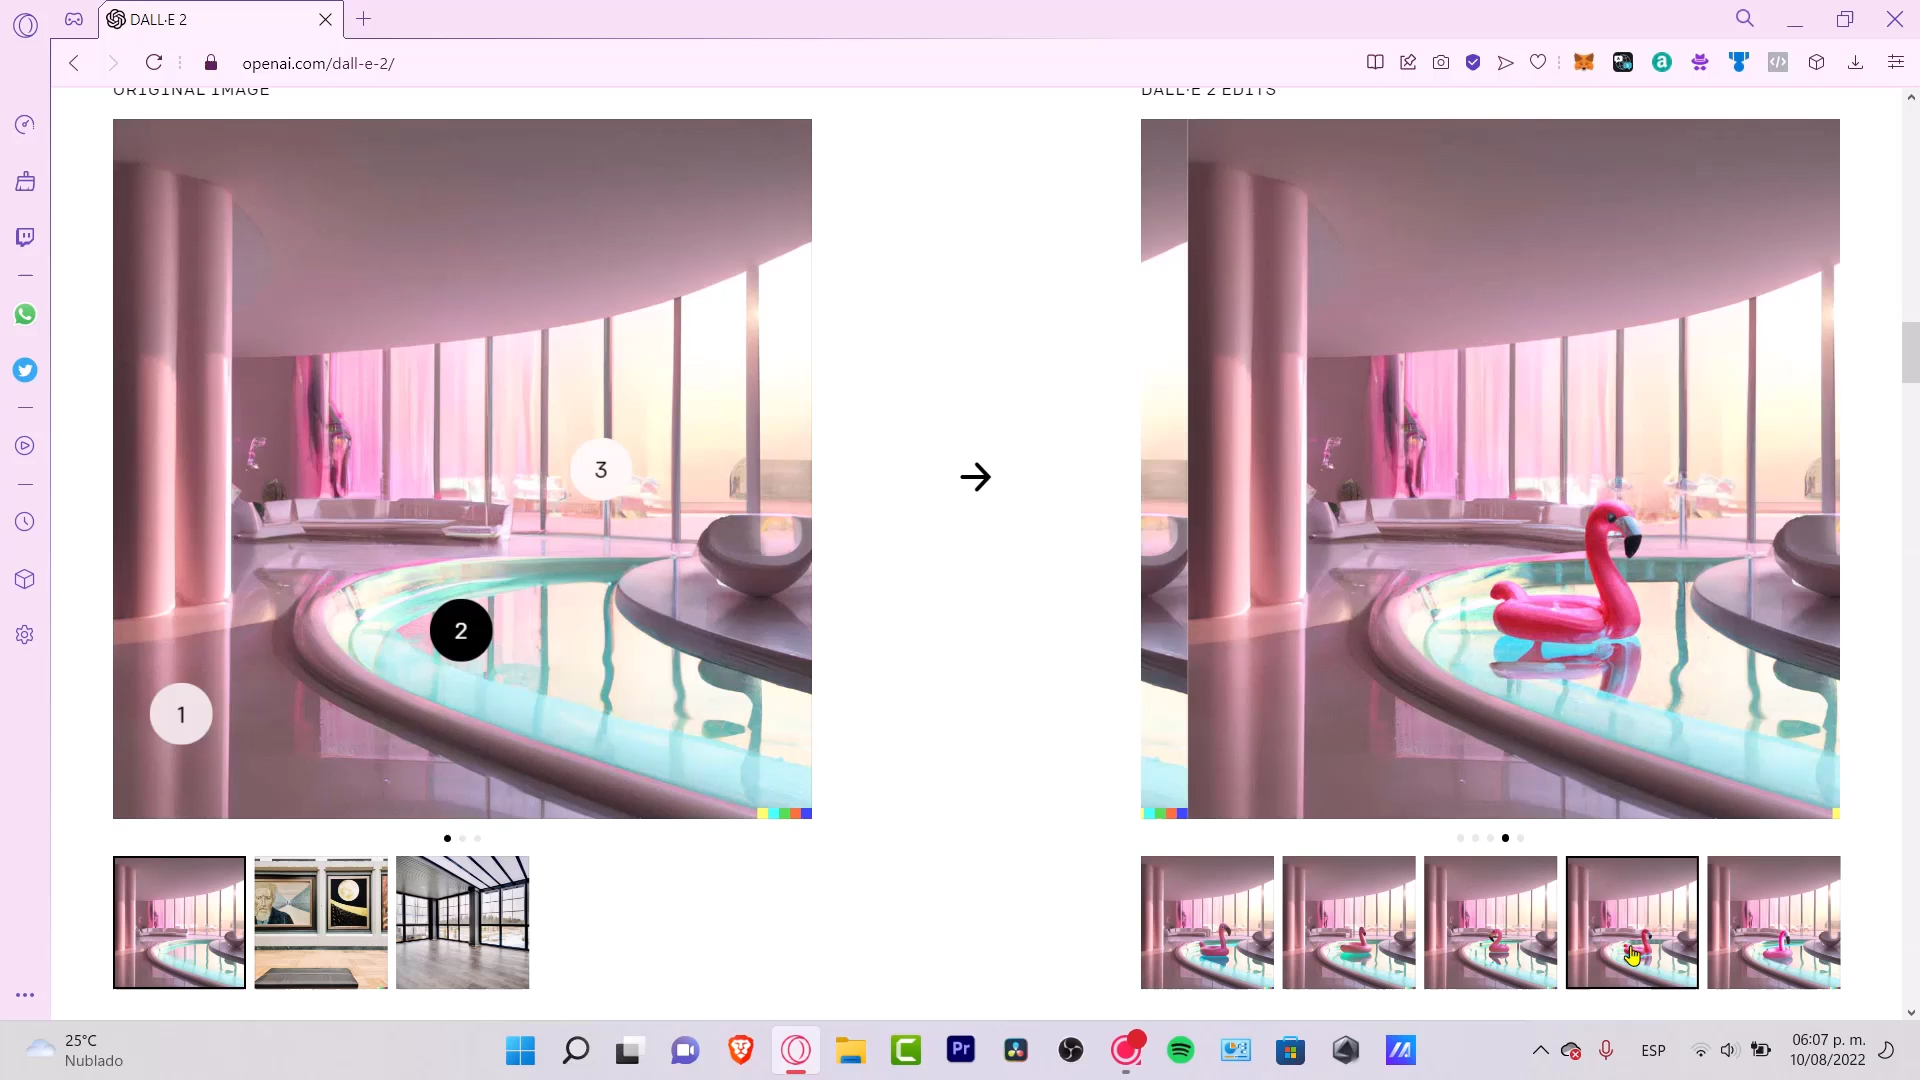 DALL·E 2
openai.com/dall-e-2/
ORIGINAL IMAGE
DALL·E 2 EDITS
3
2
1
25°C
Nublado
ESP
06:07 p. m.
10/08/2022